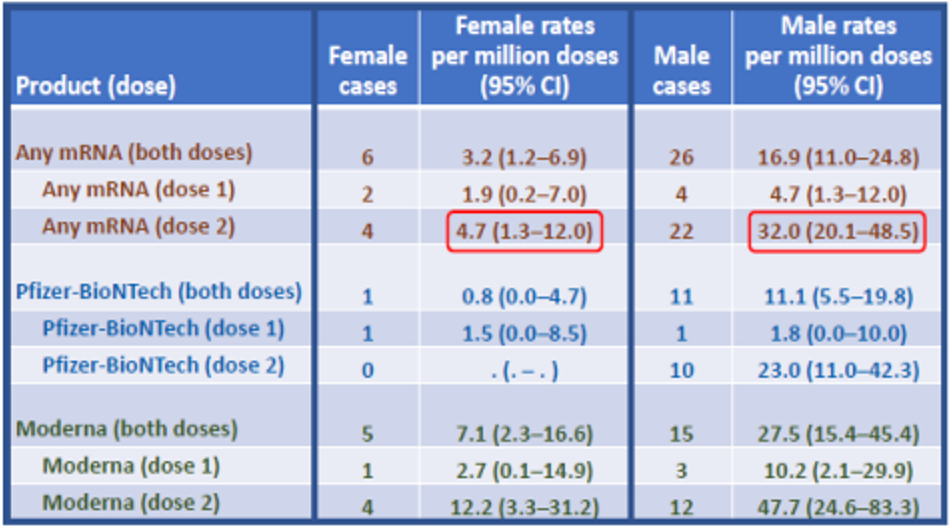 Product (dose) | Female cases | Female rates per million doses (95% CI) | Male cases | Male rates per million doses (95% CI)
Any mRNA (both doses) | 6 | 3.2 (1.2–6.9) | 26 | 16.9 (11.0–24.8)
Any mRNA (dose 1) | 2 | 1.9 (0.2–7.0) | 4 | 4.7 (1.3–12.0)
Any mRNA (dose 2) | 4 | 4.7 (1.3–12.0) | 22 | 32.0 (20.1–48.5)
Pfizer-BioNTech (both doses) | 1 | 0.8 (0.0–4.7) | 11 | 11.1 (5.5–19.8)
Pfizer-BioNTech (dose 1) | 1 | 1.5 (0.0–8.5) | 1 | 1.8 (0.0–10.0)
Pfizer-BioNTech (dose 2) | 0 | . (. – . ) | 10 | 23.0 (11.0–42.3)
Moderna (both doses) | 5 | 7.1 (2.3–16.6) | 15 | 27.5 (15.4–45.4)
Moderna (dose 1) | 1 | 2.7 (0.1–14.9) | 3 | 10.2 (2.1–29.9)
Moderna (dose 2) | 4 | 12.2 (3.3–31.2) | 12 | 47.7 (24.6–83.3)